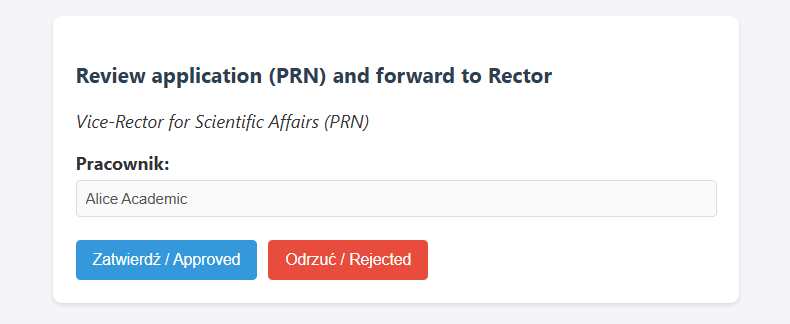 Review application (PRN) and forward to Rector
Vice-Rector for Scientific Affairs (PRN)
Pracownik:
Alice Academic
Zatwierdź / Approved
Odrzuć / Rejected